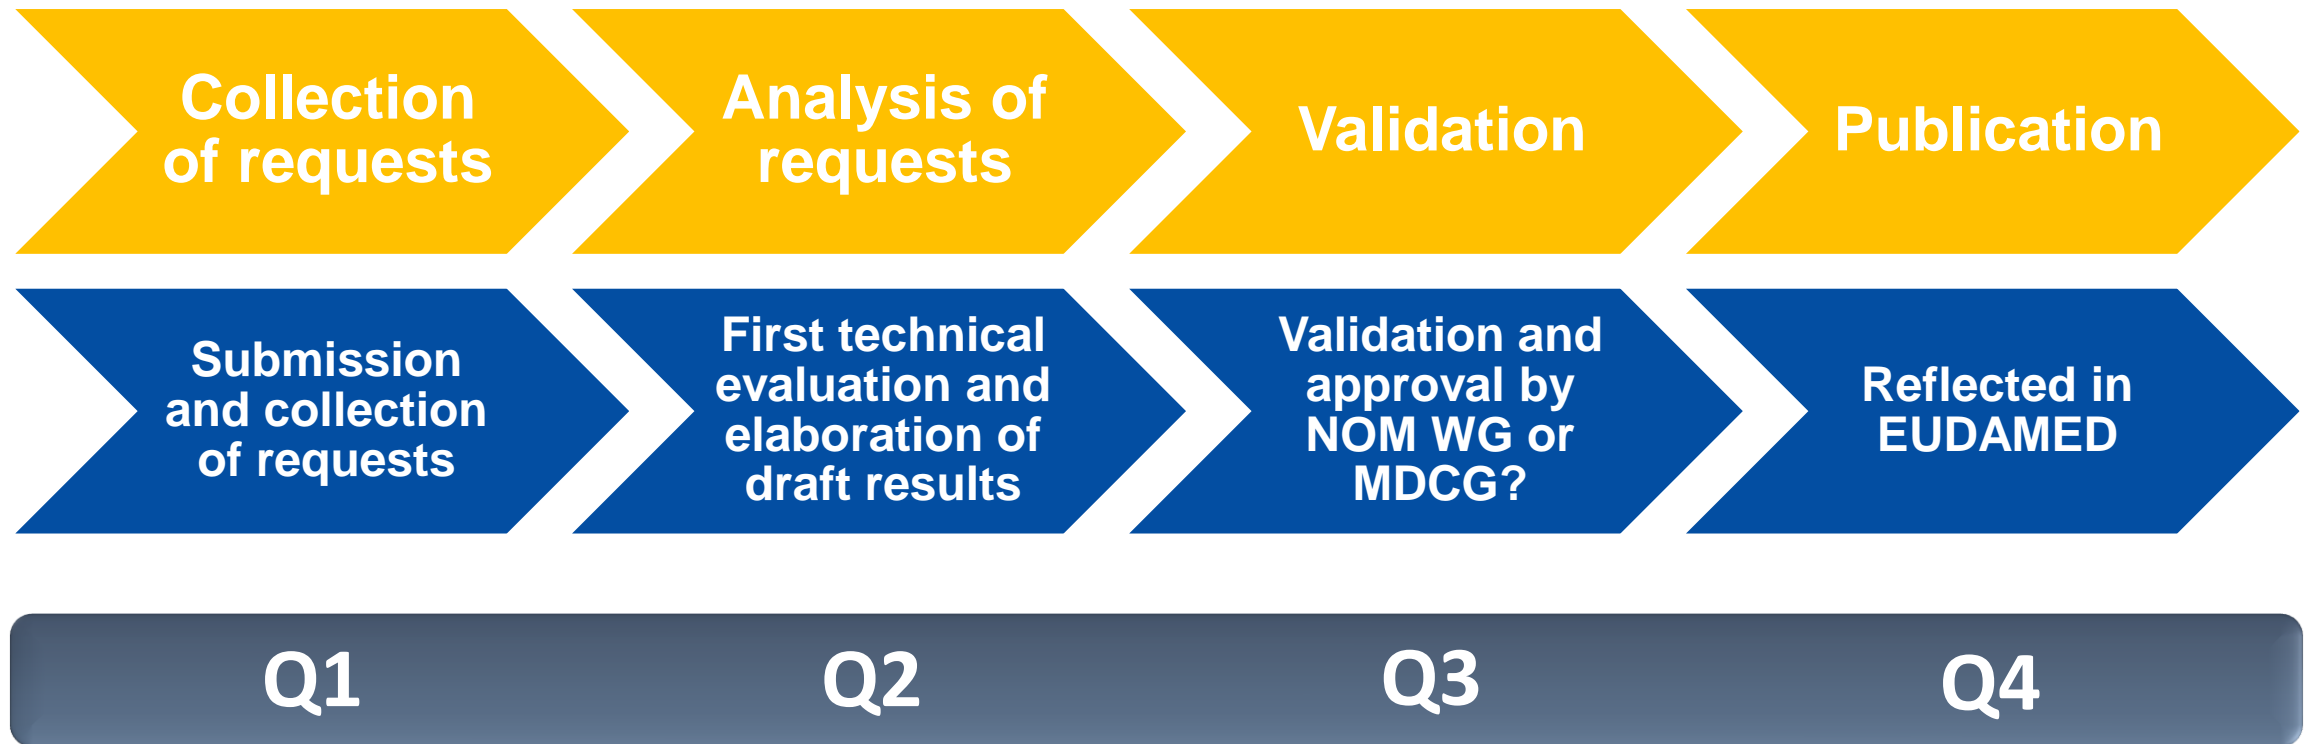 Collection
of requests
Analysis of
requests
Validation
Publication
Submission
and collection
of requests
First technical
evaluation and
elaboration of
draft results
Validation and
approval by
NOM WG or
MDCG?
Reflected in
EUDAMED
Q1
Q2
Q3
Q4